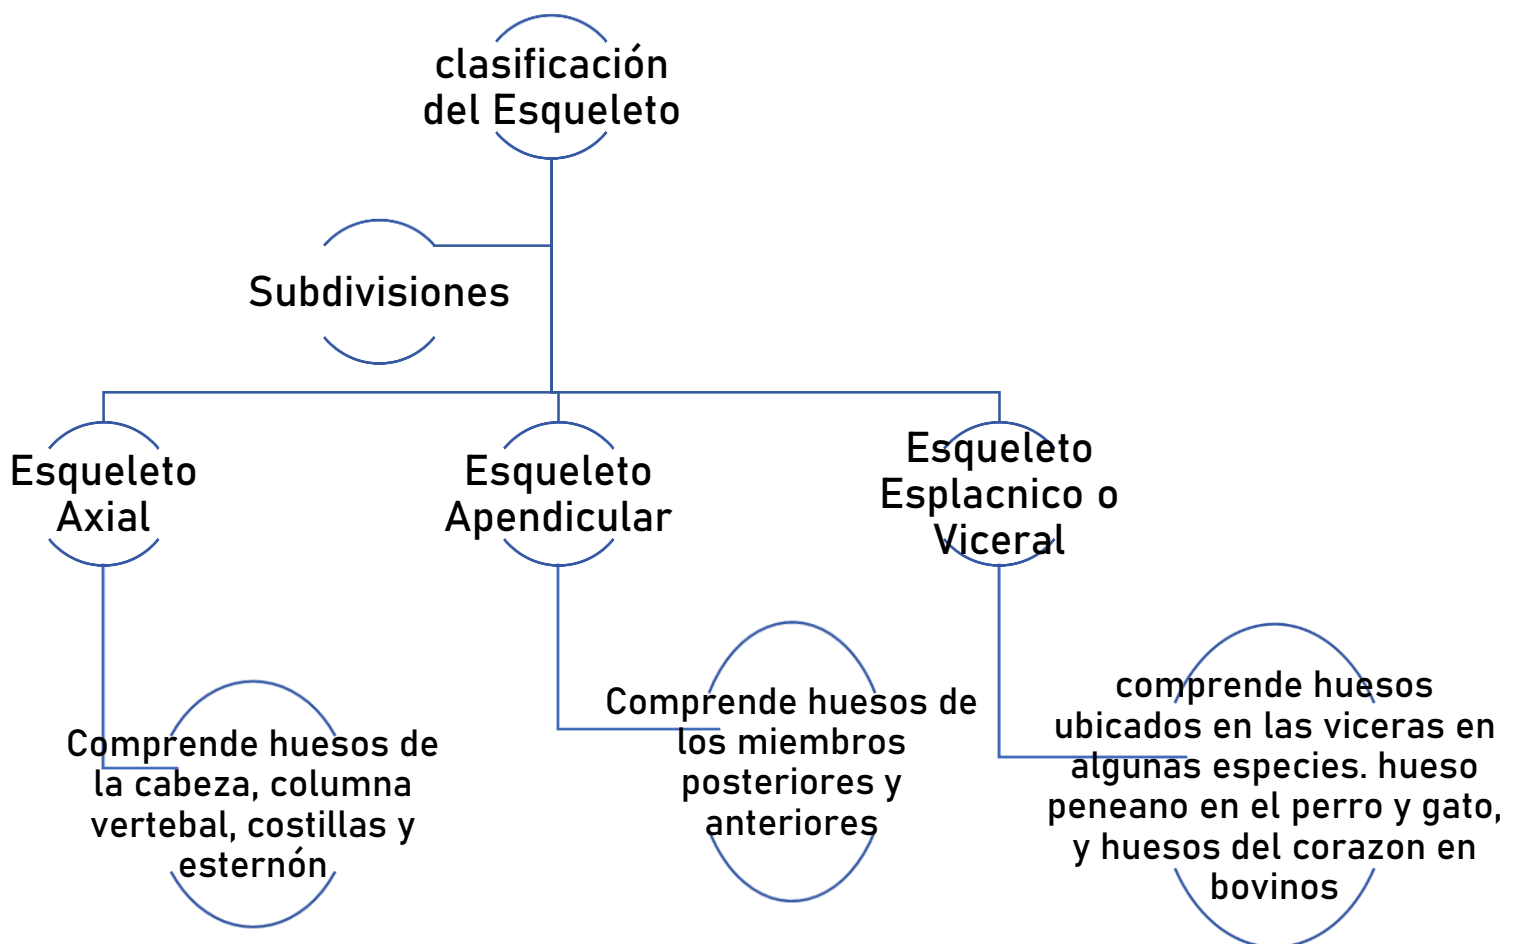 clasificación
del Esqueleto
Subdivisiones
Esqueleto
Axial
Esqueleto
Apendicular
Esqueleto
Esplacnico o
Viceral
Comprende huesos de
la cabeza, columna
vertebal, costillas y
esternón
Comprende huesos de
los miembros
posteriores y
anteriores
comprende huesos
ubicados en las viceras en
algunas especies. hueso
peneano en el perro y gato,
y huesos del corazon en
bovinos